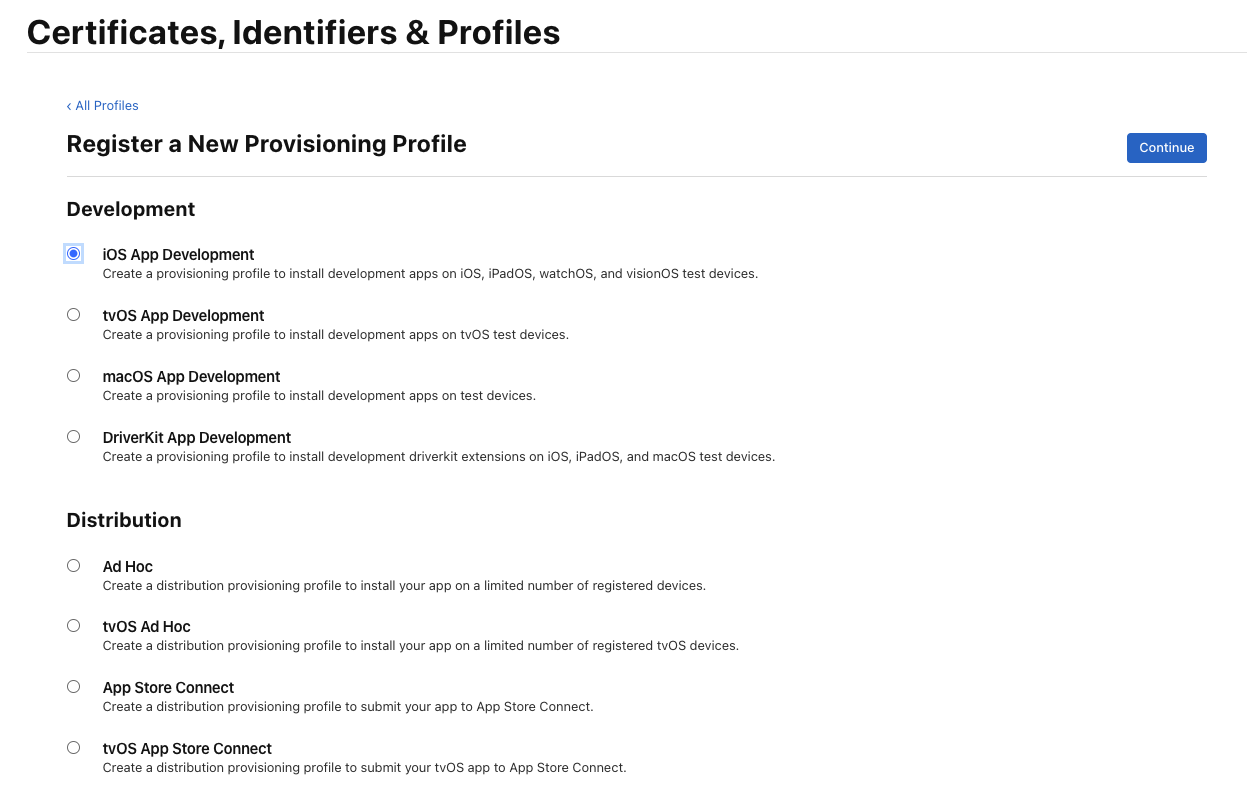 Certificates, Identifiers & Profiles
‹ All Profiles
Register a New Provisioning Profile
Continue
Development
iOS App Development
Create a provisioning profile to install development apps on iOS, iPadOS, watchOS, and visionOS test devices.
tvOS App Development
Create a provisioning profile to install development apps on tvOS test devices.
macOS App Development
Create a provisioning profile to install development apps on test devices.
DriverKit App Development
Create a provisioning profile to install development driverkit extensions on iOS, iPadOS, and macOS test devices.
Distribution
Ad Hoc
Create a distribution provisioning profile to install your app on a limited number of registered devices.
tvOS Ad Hoc
Create a distribution provisioning profile to install your app on a limited number of registered tvOS devices.
App Store Connect
Create a distribution provisioning profile to submit your app to App Store Connect.
tvOS App Store Connect
Create a distribution provisioning profile to submit your tvOS app to App Store Connect.